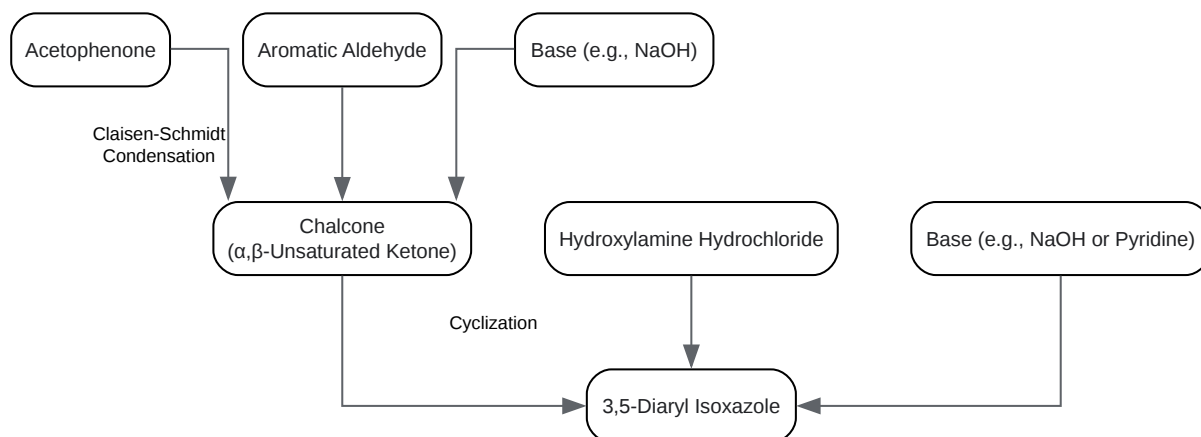 Acetophenone
Aromatic Aldehyde
Base (e.g., NaOH)
Claisen-Schmidt
Condensation
Chalcone
(α,β-Unsaturated Ketone)
Hydroxylamine Hydrochloride
Base (e.g., NaOH or Pyridine)
Cyclization
3,5-Diaryl Isoxazole